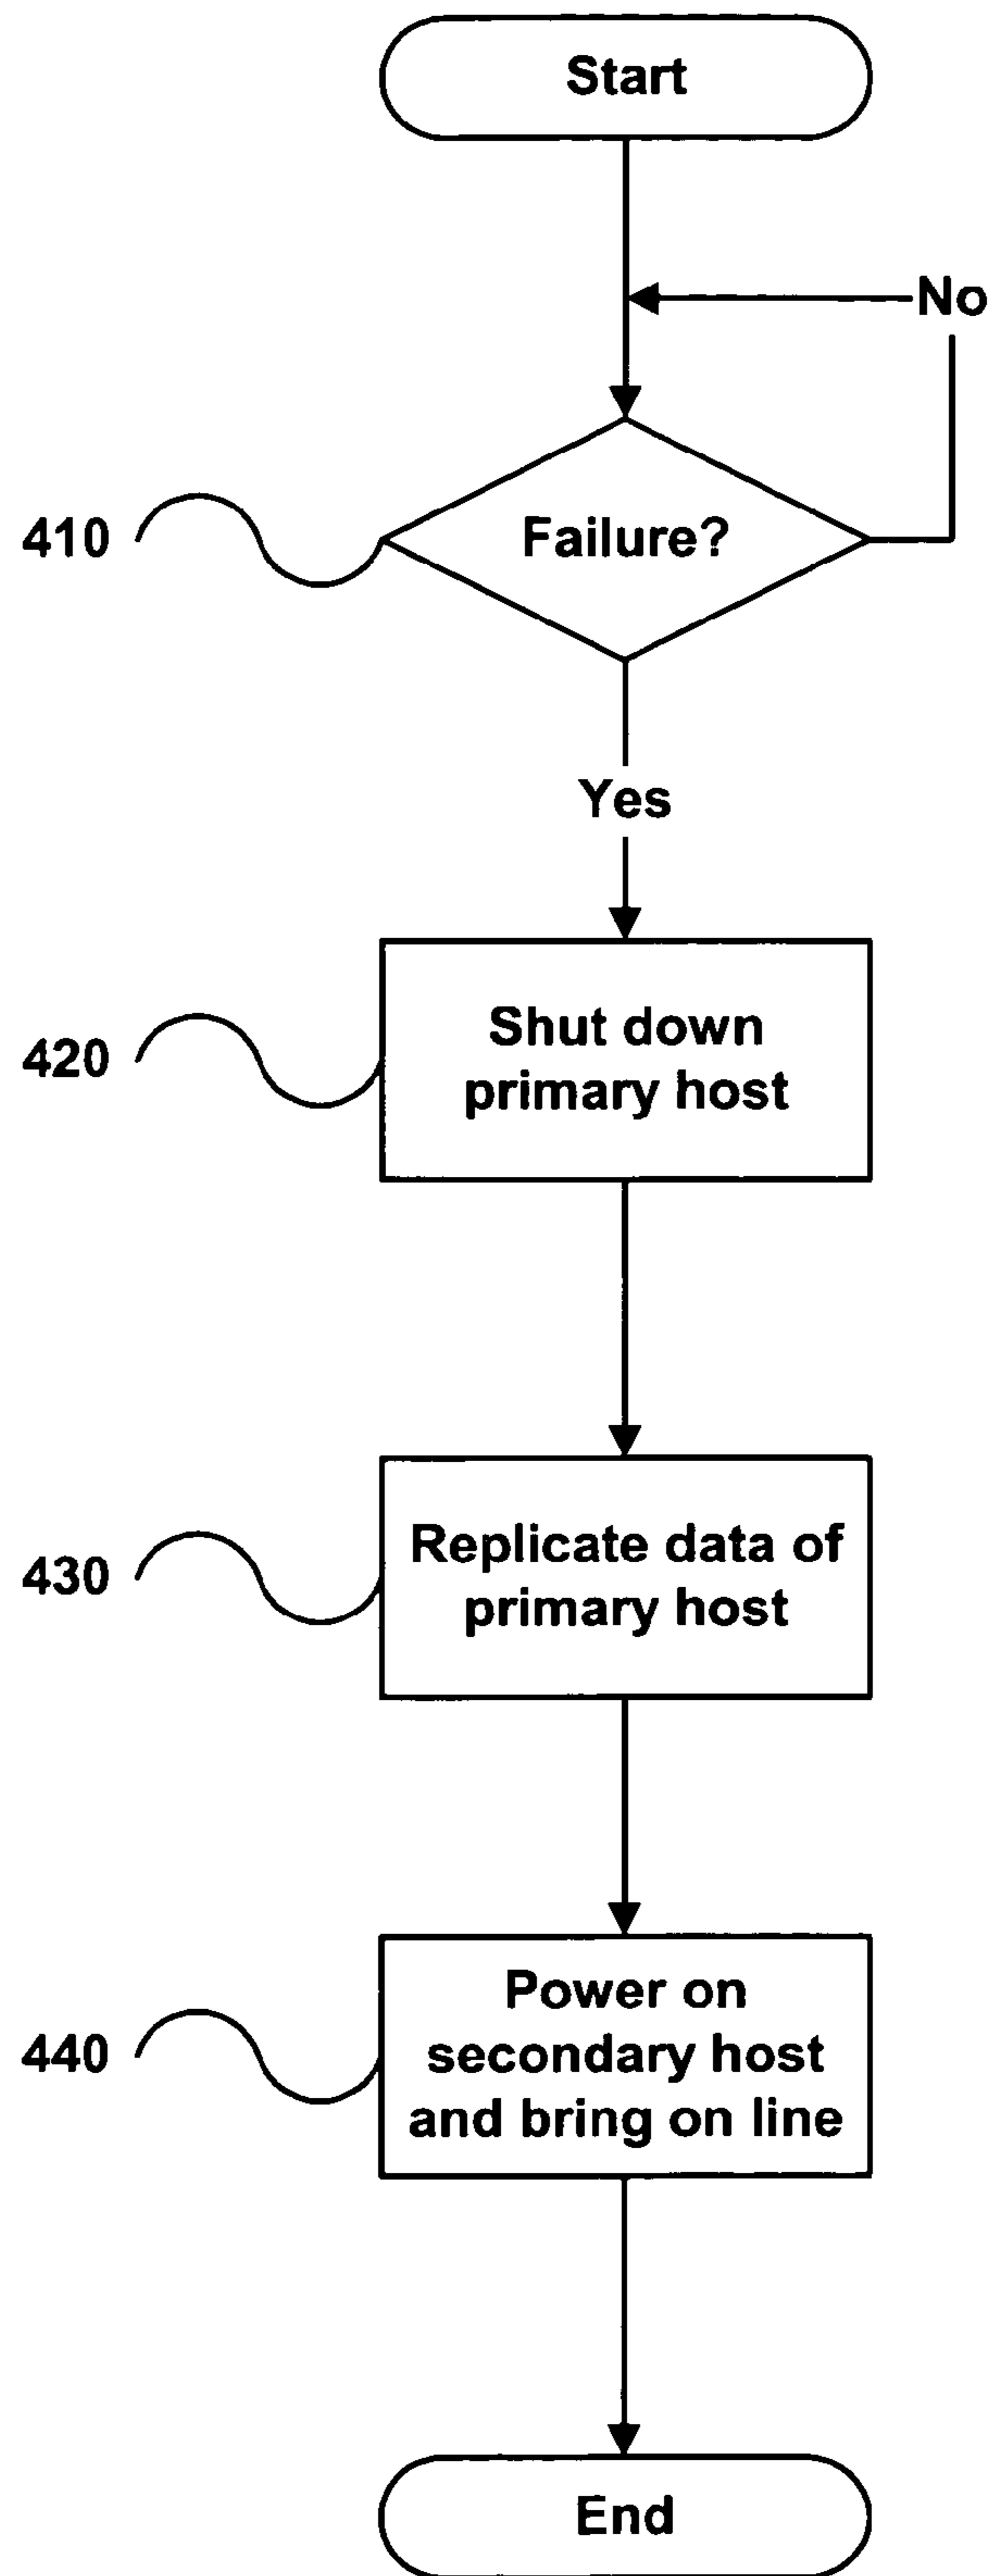 Start
No
410
Failure?
Yes
420
Shut down
primary host
430
Replicate data of
primary host
440
Power on
secondary host
and bring on line
End